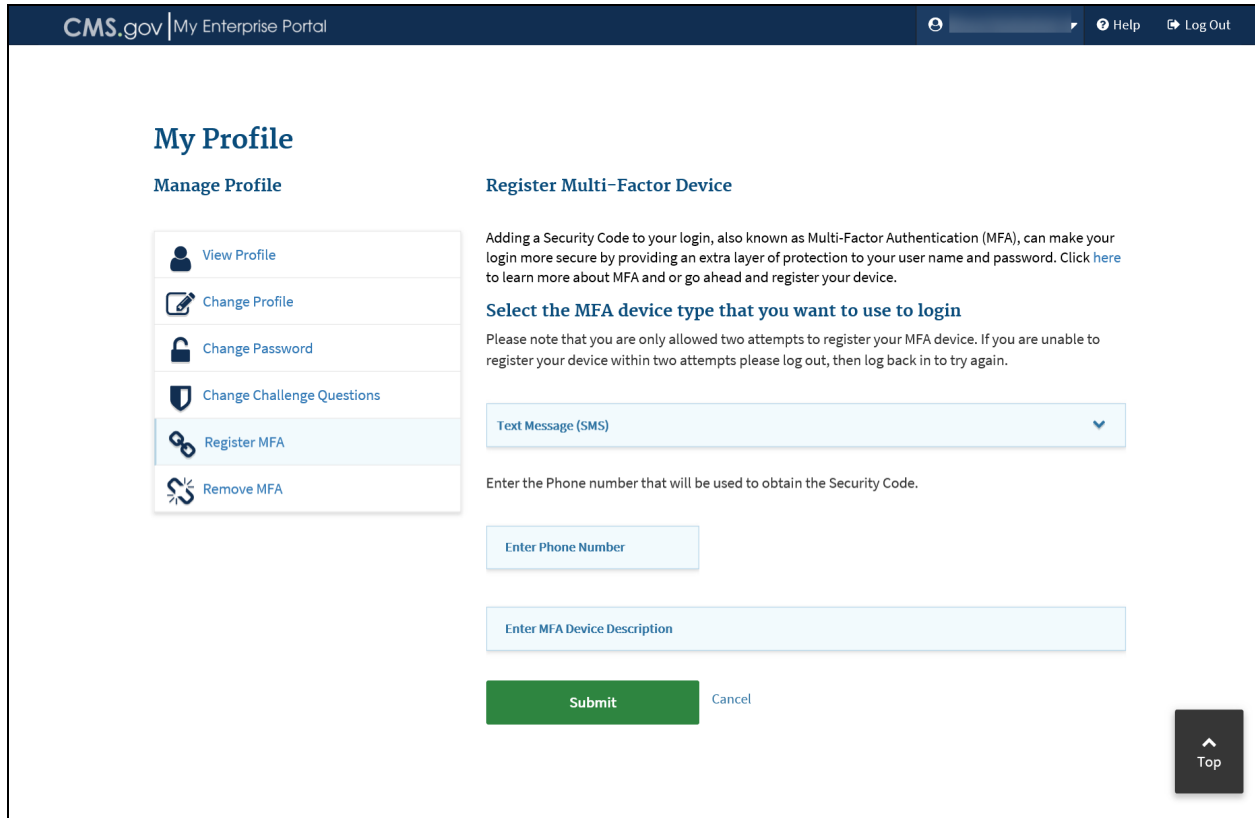 CMS.gov My Enterprise Portal
Help
Log Out
My Profile
Manage Profile
View Profile
Change Profile
Change Password
Change Challenge Questions
Register MFA
Remove MFA
Register Multi-Factor Device
Adding a Security Code to your login, also known as Multi-Factor Authentication (MFA), can make your
login more secure by providing an extra layer of protection to your user name and password. Click here
to learn more about MFA and or go ahead and register your device.
Select the MFA device type that you want to use to login
Please note that you are only allowed two attempts to register your MFA device. If you are unable to
register your device within two attempts please log out, then log back in to try again.
Text Message (SMS)
Enter the Phone number that will be used to obtain the Security Code.
Enter Phone Number
Enter MFA Device Description
Submit
Cancel
Top